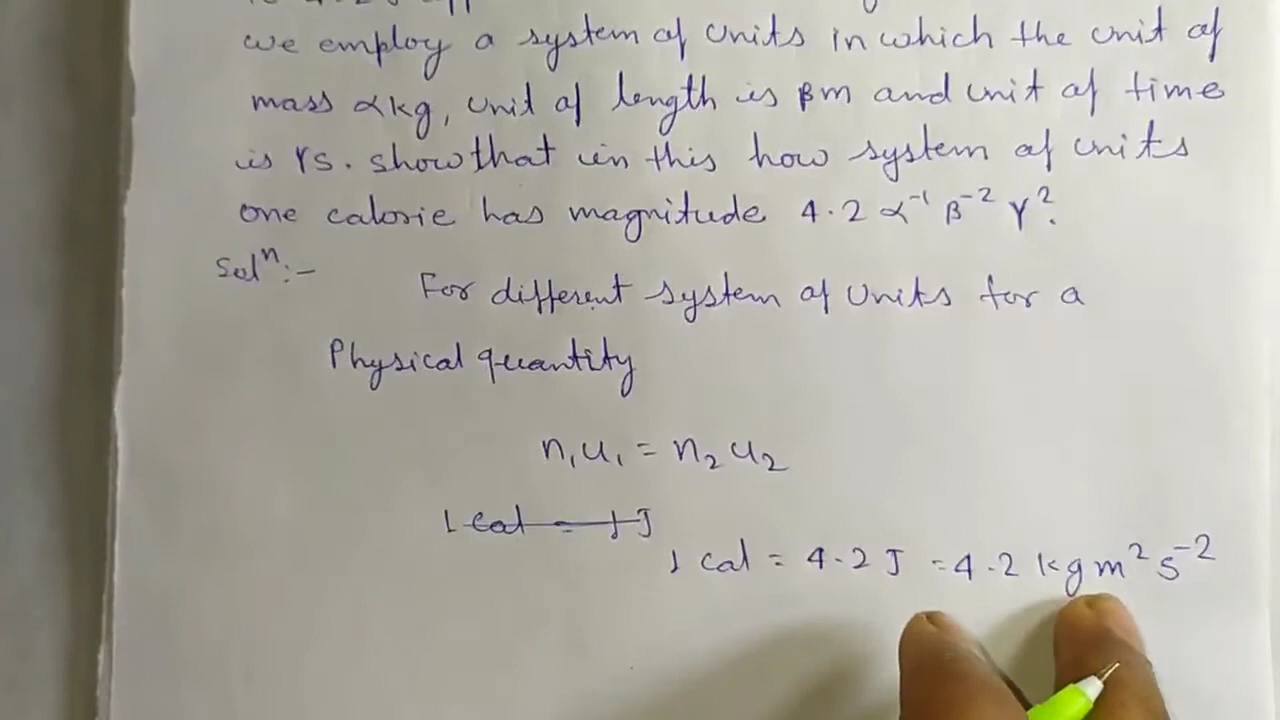 we employ a system of units in which the unit of
mass αkg, unit of length is βm and unit of time
is γs. show that in this how system of units
one calorie has magnitude 4.2 α⁻¹ β⁻² γ²?
Solⁿ:-
For different system of units for a
Physical quantity
n₁u₁ = n₂u₂
1 cal = 1 J
1 cal = 4.2 J = 4.2 kg m² s⁻²